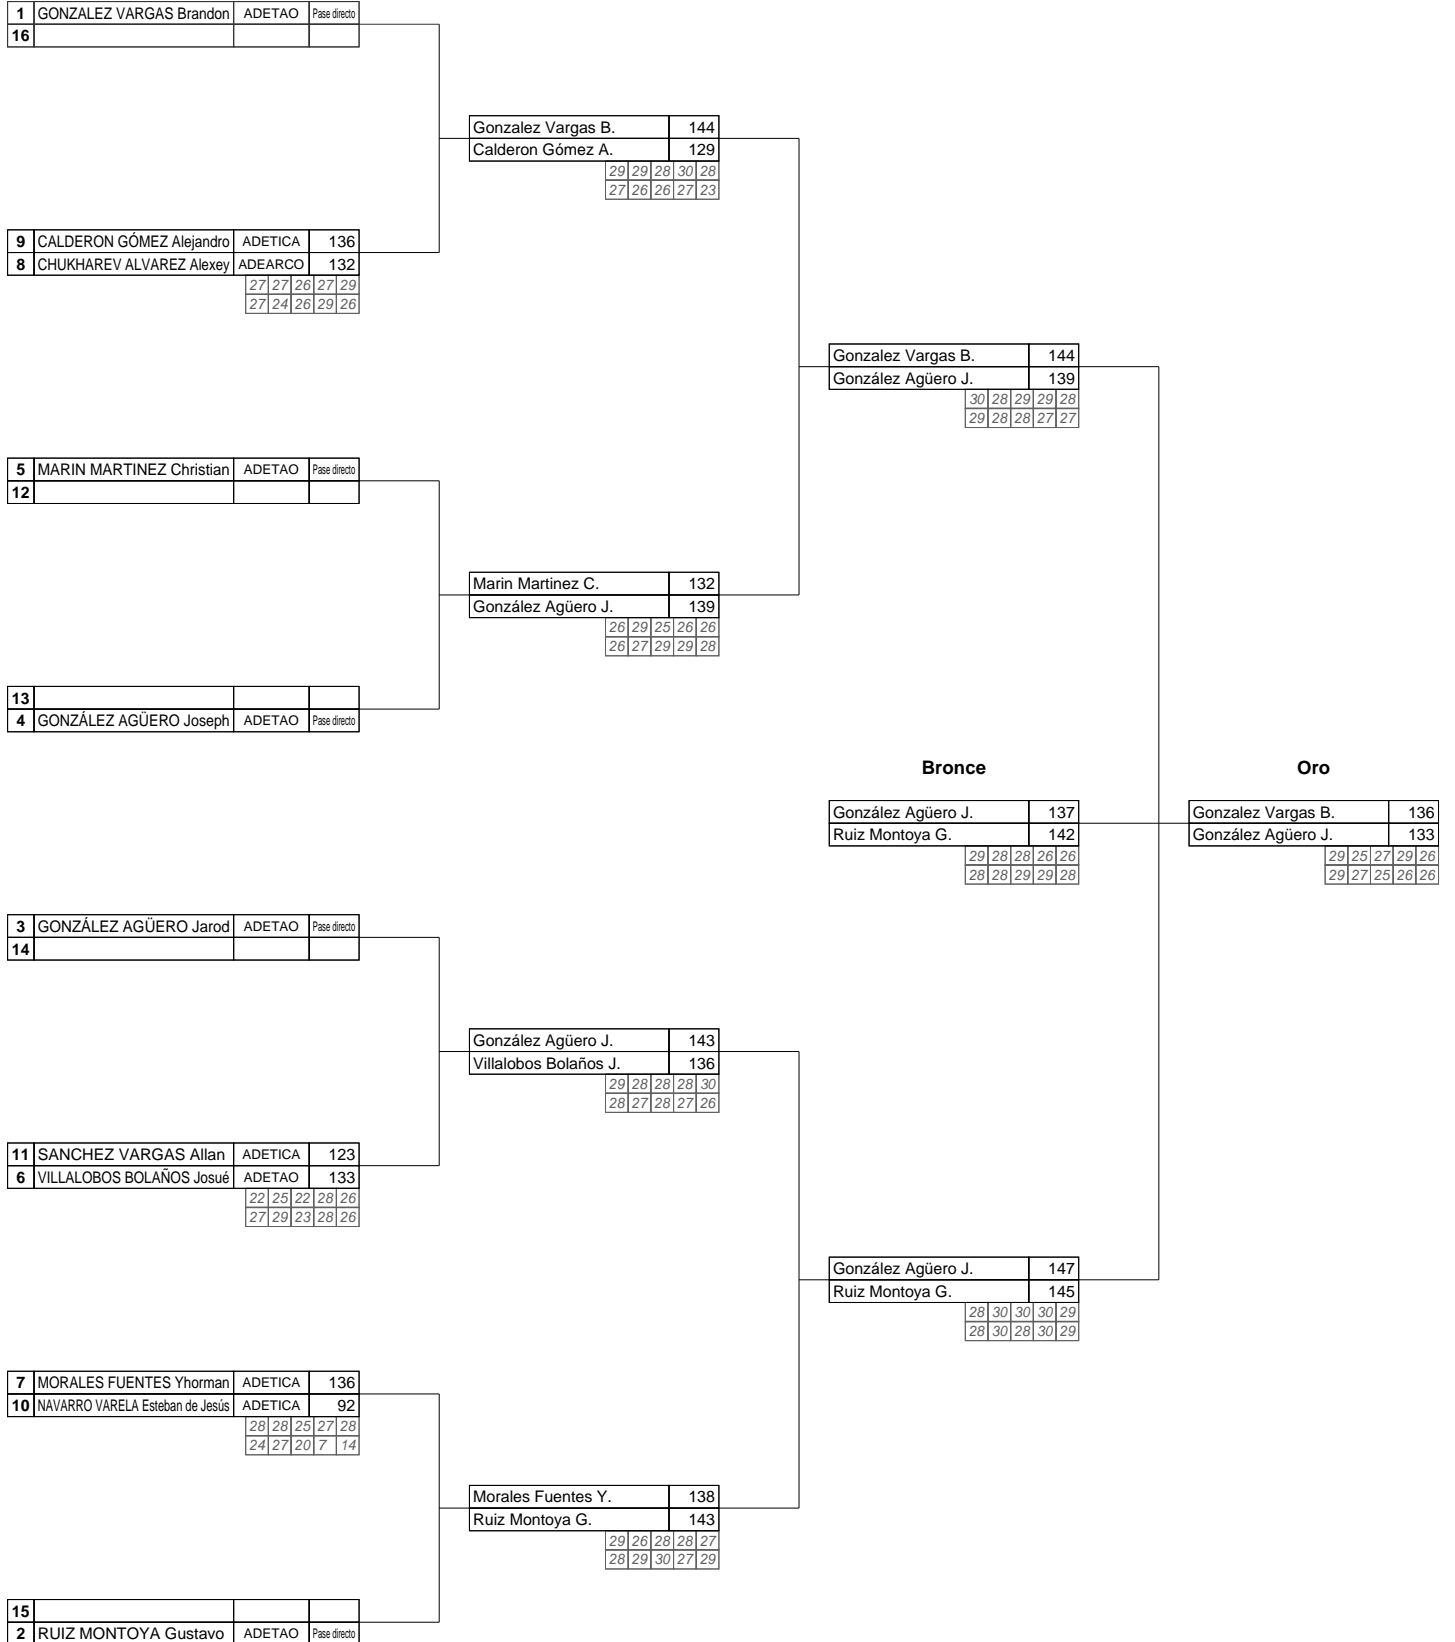 1 GONZALEZ VARGAS Brandon ADETAO Pase directo
16
Gonzalez Vargas B. 144
Calderon Gómez A. 129
29 29 28 30 28
27 26 26 27 23
9 CALDERON GÓMEZ Alejandro ADETICA 136
8 CHUKHAREV ALVAREZ Alexey ADEARCO 132
27 27 26 27 29
27 24 26 29 26
Gonzalez Vargas B. 144
González Agüero J. 139
30 28 29 29 28
29 28 28 27 27
5 MARIN MARTINEZ Christian ADETAO Pase directo
12
Marin Martinez C. 132
González Agüero J. 139
26 29 25 26 26
26 27 29 29 28
13
4 GONZÁLEZ AGÜERO Joseph ADETAO Pase directo
Bronce Oro
González Agüero J. 137 Gonzalez Vargas B. 136
Ruiz Montoya G. 142 González Agüero J. 133
29 28 28 26 26 29 25 27 29 26
28 28 29 29 28 29 27 25 26 26
3 GONZÁLEZ AGÜERO Jarod ADETAO Pase directo
14
González Agüero J. 143
Villalobos Bolaños J. 136
29 28 28 28 30
28 27 28 27 26
11 SANCHEZ VARGAS Allan ADETICA 123
6 VILLALOBOS BOLAÑOS Josué ADETAO 133
22 25 22 28 26
27 29 23 28 26
González Agüero J. 147
Ruiz Montoya G. 145
28 30 30 30 29
28 30 28 30 29
7 MORALES FUENTES Yhorman ADETICA 136
10 NAVARRO VARELA Esteban de Jesús ADETICA 92
28 28 25 27 28
24 27 20 7 14
Morales Fuentes Y. 138
Ruiz Montoya G. 143
29 26 28 28 27
28 29 30 27 29
15
2 RUIZ MONTOYA Gustavo ADETAO Pase directo